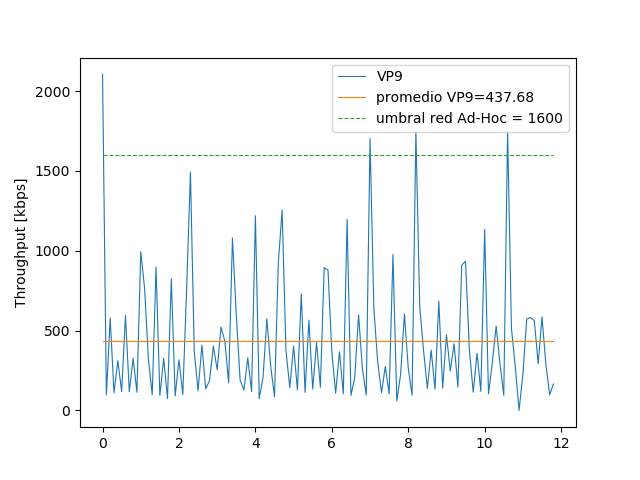 VP9
promedio VP9=437.68
umbral red Ad-Hoc = 1600
Throughput [kbps]
2000
1500
1000
500
0
0 2 4 6 8 10 12